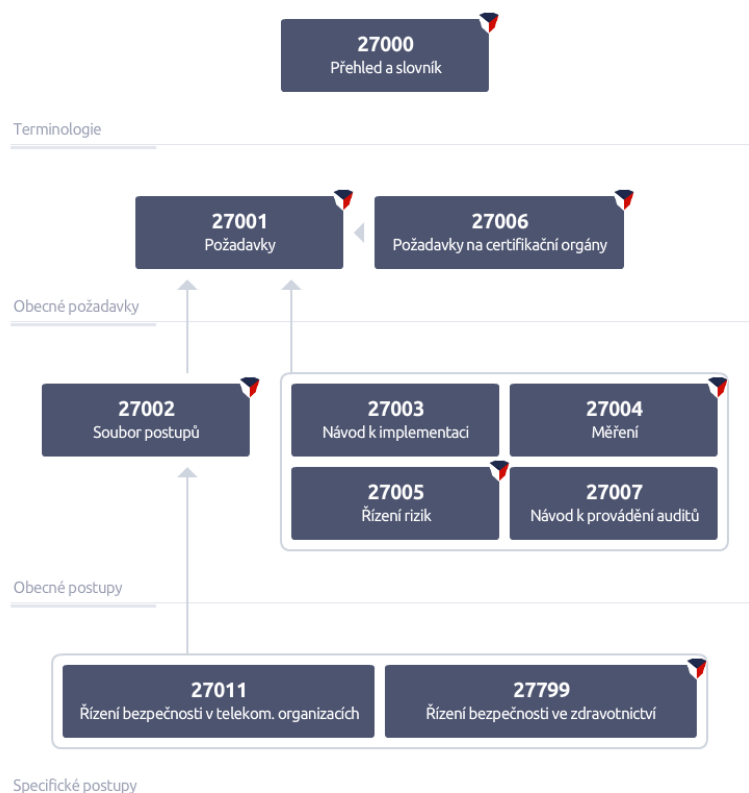 27000
Přehled a slovník
Terminologie
27001
Požadavky
27006
Požadavky na certifikační orgány
Obecné požadavky
27002
Soubor postupů
27003
Návod k implementaci
27004
Měření
27005
Řízení rizik
27007
Návod k provádění auditů
Obecné postupy
27011
Řízení bezpečnosti v telekom. organizacích
27799
Řízení bezpečnosti ve zdravotnictví
Specifické postupy